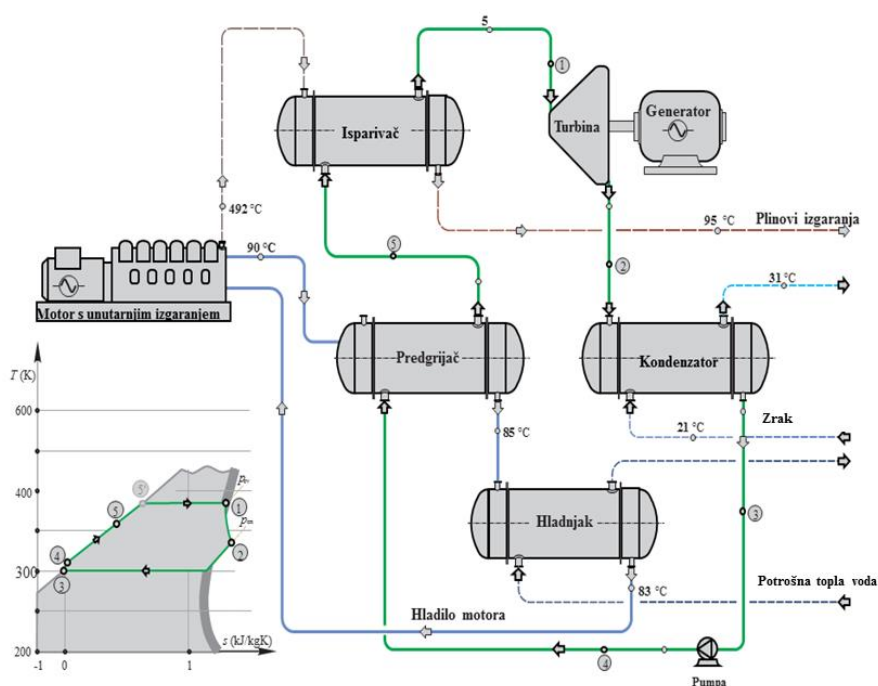 5
1
Isparivač
Turbina
Generator
492 °C
95 °C
Plinovi izgaranja
90 °C
5
2
31 °C
Motor s unutarnjim izgaranjem
Predgrijač
Kondenzator
T (K)
600
85 °C
21 °C
Zrak
400
5'
1
3
5
Hladnjak
4
2
300
3
83 °C
Potrošna topla voda
Hladilo motora
s (kJ/kgK)
200
4
-1 0 1
Pumpa